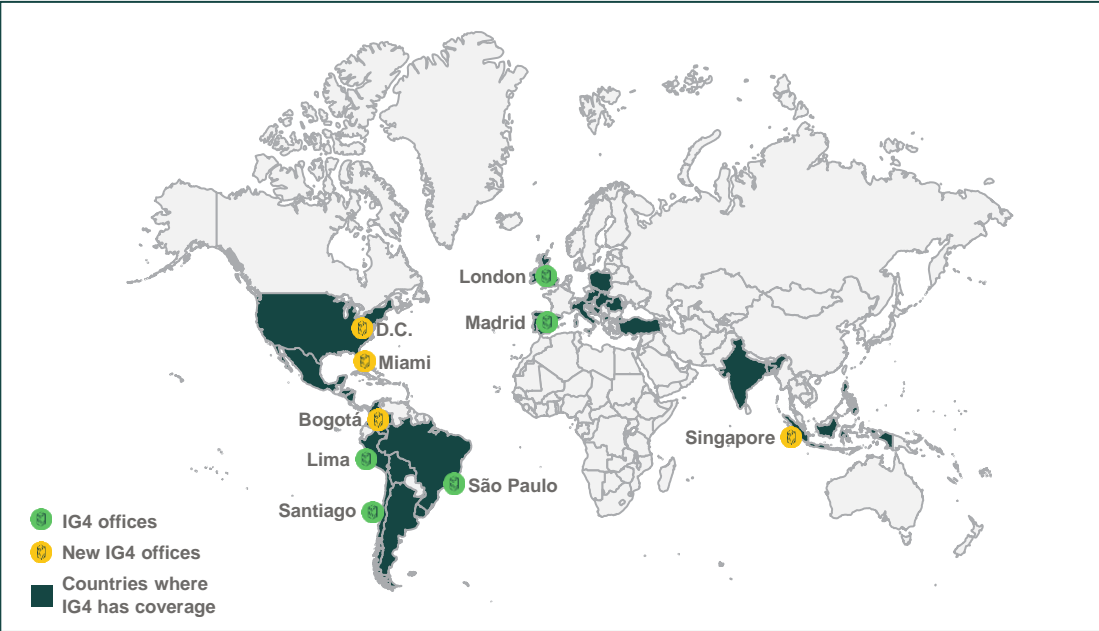 London
Madrid
D.C.
Miami
Bogotá
Singapore
Lima
São Paulo
Santiago
IG4 offices
New IG4 offices
Countries where
IG4 has coverage